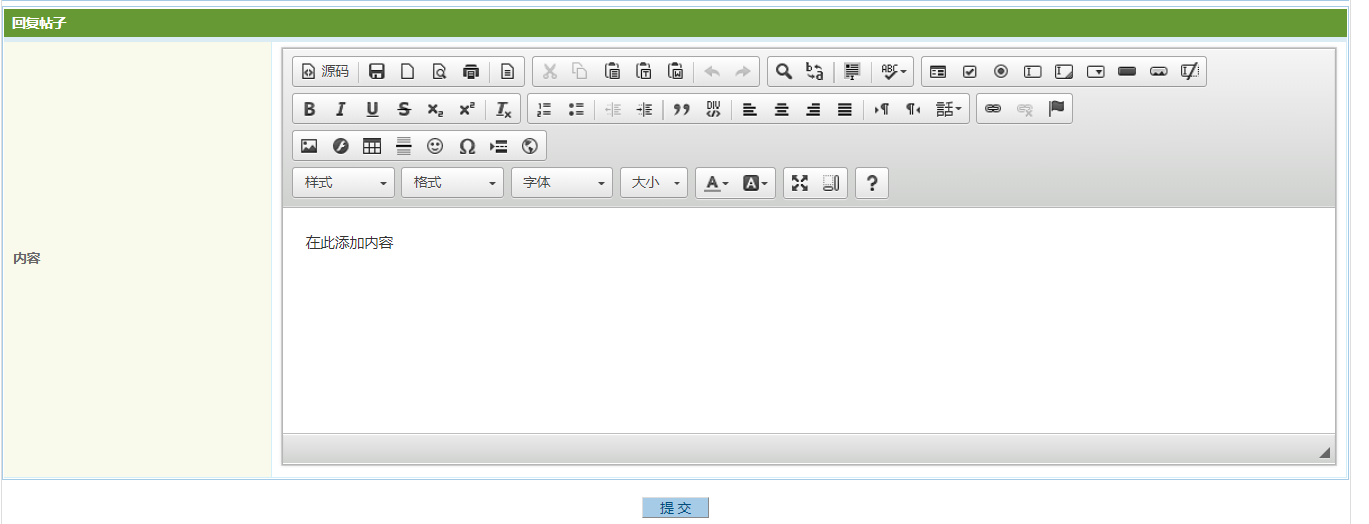 回复帖子
源码
样式 格式 字体 大小
在此添加内容
内容
提 交